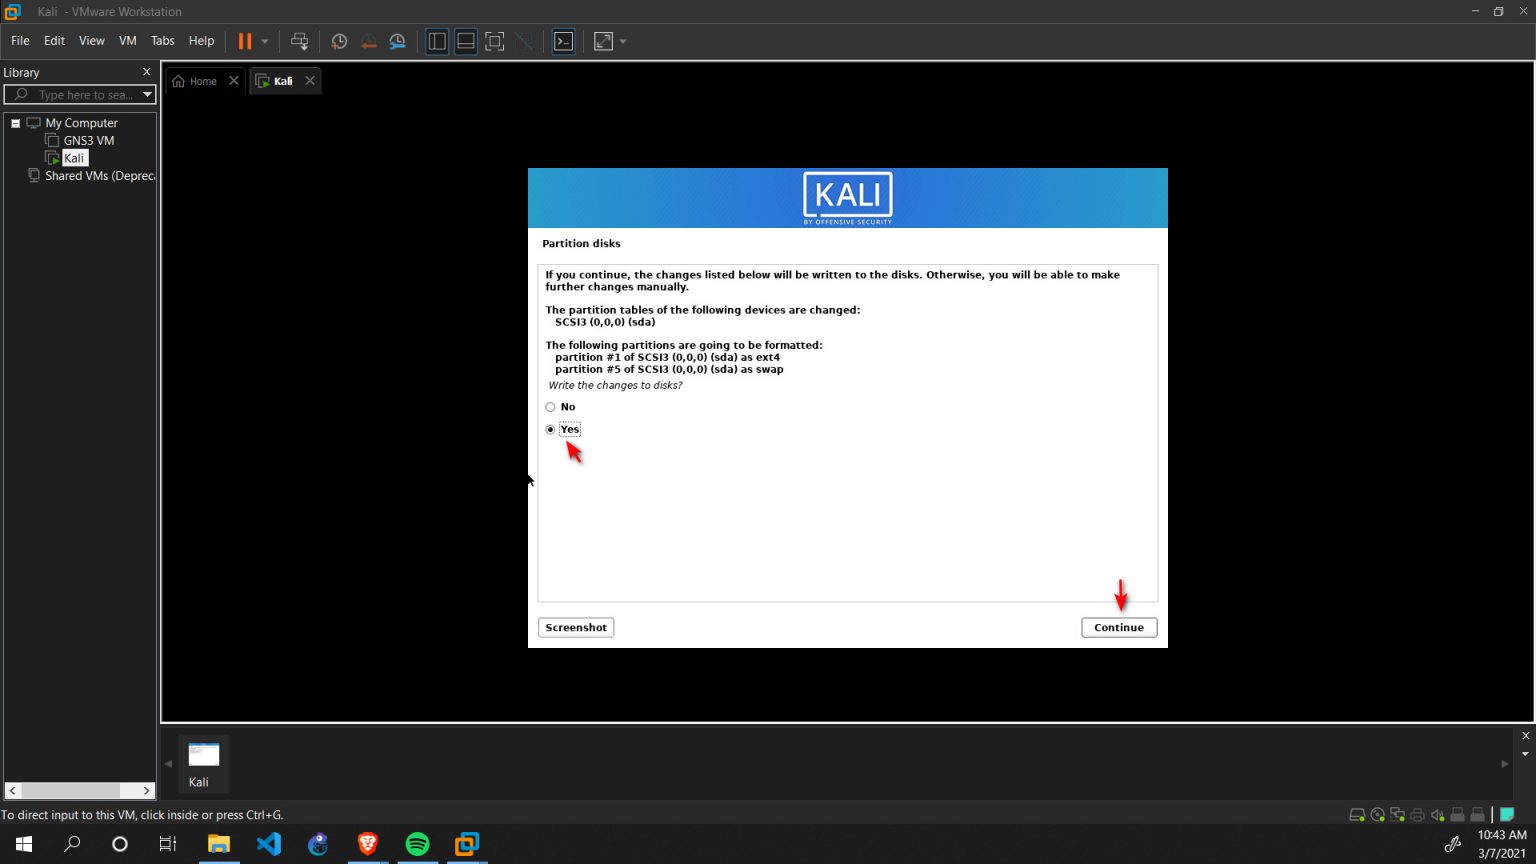 Kali - VMware Workstation
File Edit View VM Tabs Help
Library
Type here to sea...
My Computer
GNS3 VM
Kali
Shared VMs (Depreca
Home
Kali
KALI
BY OFFENSIVE SECURITY
Partition disks
If you continue, the changes listed below will be written to the disks. Otherwise, you will be able to make
further changes manually.
The partition tables of the following devices are changed:
SCSI3 (0,0,0) (sda)
The following partitions are going to be formatted:
partition #1 of SCSI3 (0,0,0) (sda) as ext4
partition #5 of SCSI3 (0,0,0) (sda) as swap
Write the changes to disks?
No
Yes
Screenshot
Continue
Kali
To direct input to this VM, click inside or press Ctrl+G.
10:43 AM
3/7/2021